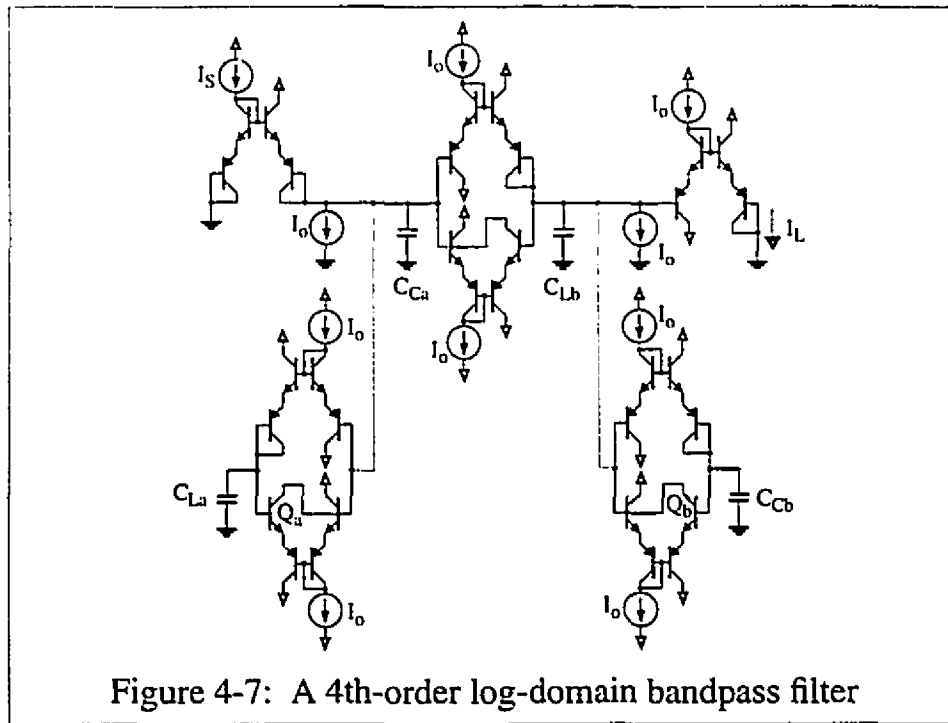 I_S
I_o
I_o
I_o
C_Ca
C_Lb
I_o
I_L
I_o
I_o
I_o
I_o
C_La
Q_a
Q_b
C_Cb
I_o
I_o
Figure 4-7: A 4th-order log-domain bandpass filter